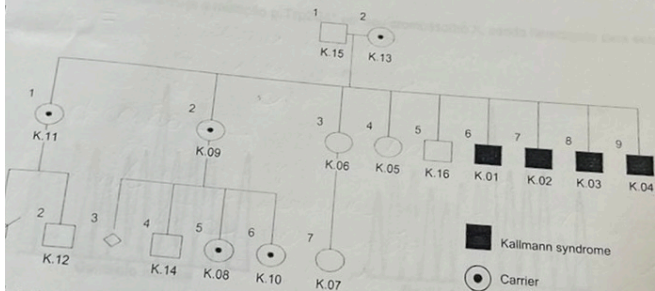 1 2
K.15 K.13
1 2 3 4 5 6 7 8 9
K.11 K.09 K.06 K.05 K.16 K.01 K.02 K.03 K.04
2 3 4 5 6 7
K.12 K.14 K.08 K.10 K.07
Kallmann syndrome
Carrier